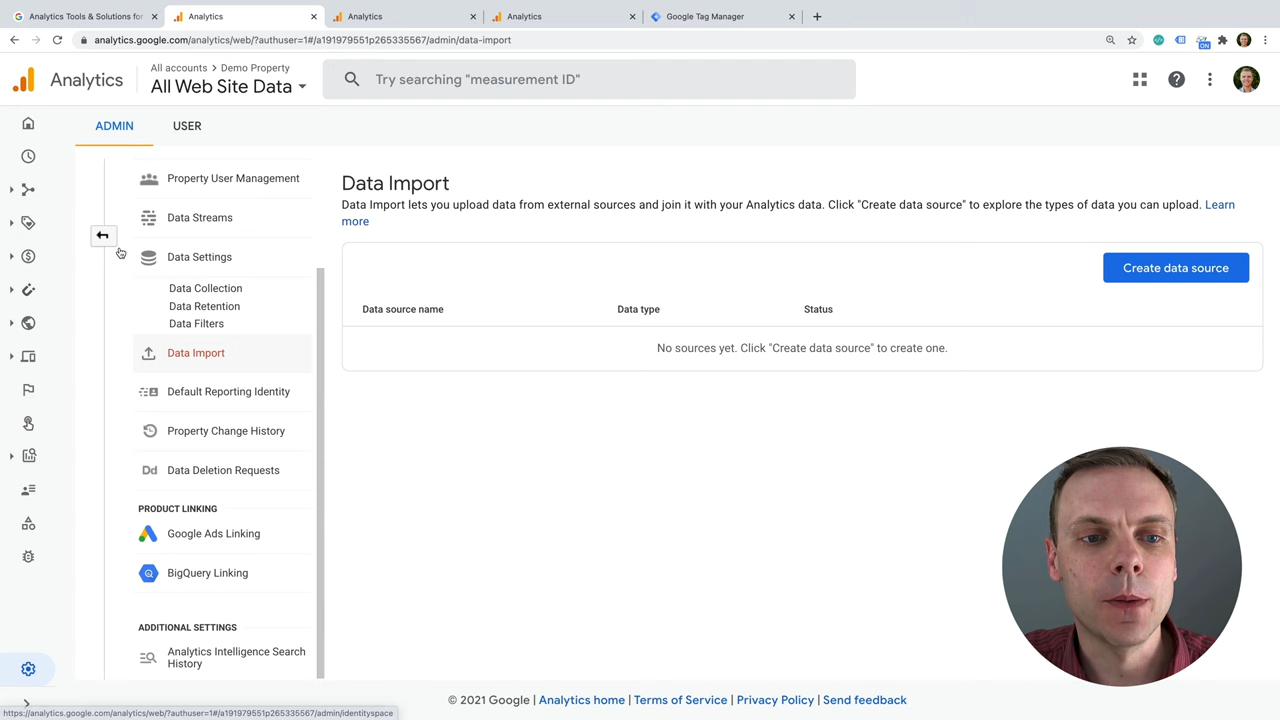 Analytics Tools & Solutions for
Analytics
Analytics
Analytics
Google Tag Manager
analytics.google.com/analytics/web/?authuser=1#/a191979551p265335567/admin/data-import
ON
Analytics
All accounts > Demo Property
All Web Site Data
Try searching "measurement ID"
ADMIN
USER
Property User Management
Data Streams
Data Settings
Data Collection
Data Retention
Data Filters
Data Import
Default Reporting Identity
Property Change History
Dd Data Deletion Requests
PRODUCT LINKING
Google Ads Linking
BigQuery Linking
ADDITIONAL SETTINGS
Analytics Intelligence Search
History
Data Import
Data Import lets you upload data from external sources and join it with your Analytics data. Click "Create data source" to explore the types of data you can upload. Learn
more
Create data source
Data source name
Data type
Status
No sources yet. Click "Create data source" to create one.
© 2021 Google | Analytics home | Terms of Service | Privacy Policy | Send feedback
https://analytics.google.com/analytics/web/?authuser=1#/a191979551p265335567/admin/identityspace